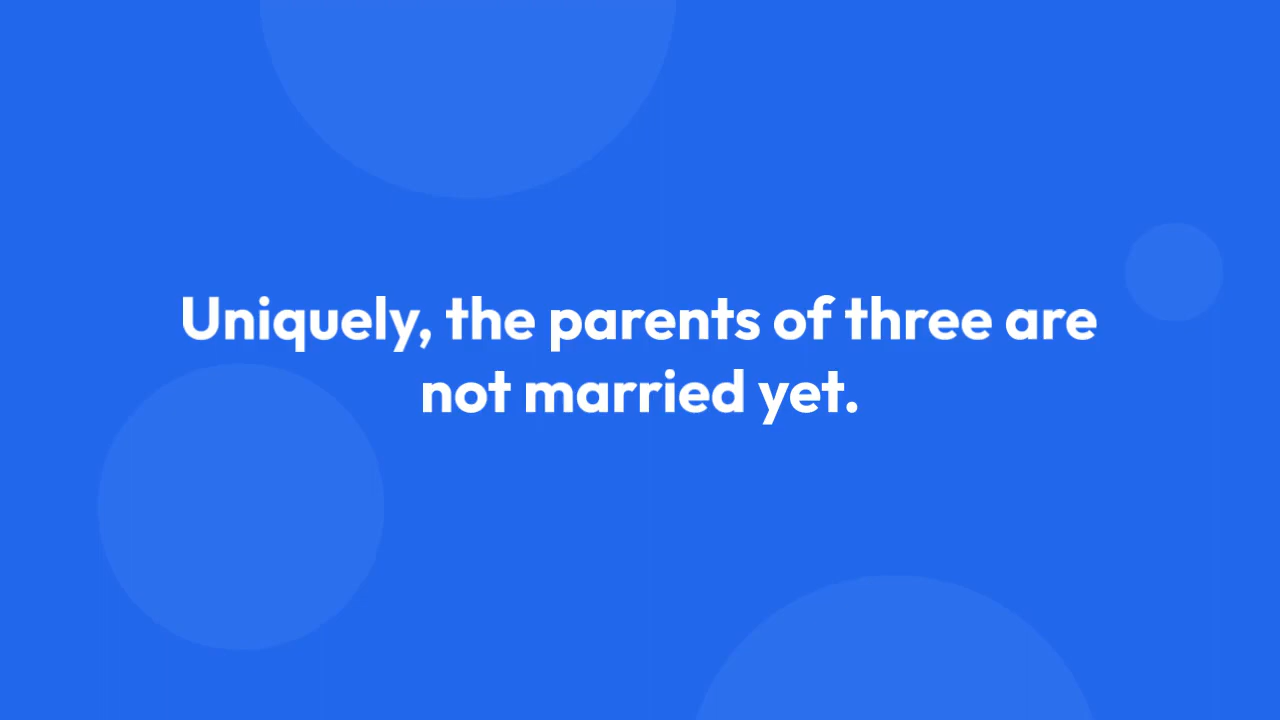 Uniquely, the parents of three are
not married yet.